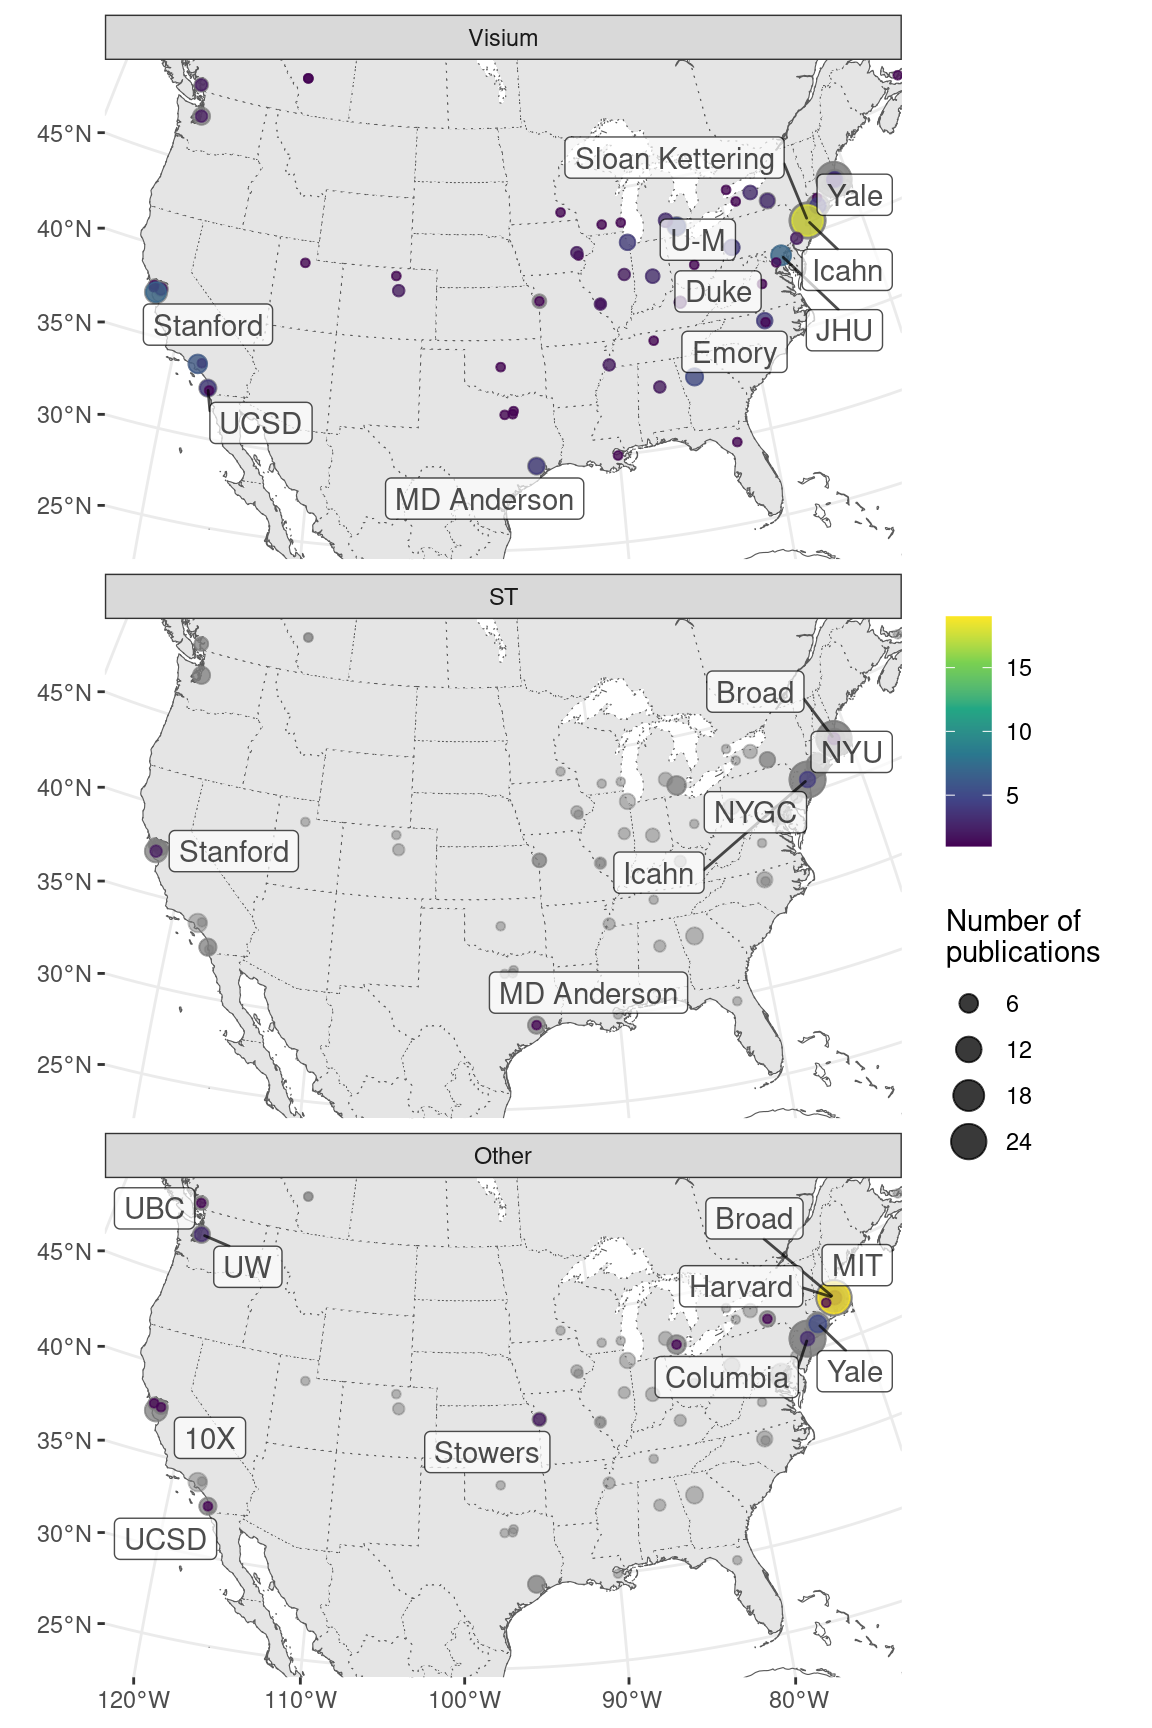 Visium
45°N
40°N
35°N
30°N
25°N
Sloan Kettering
Yale
U-M
Icahn
Duke
JHU
Stanford
Emory
UCSD
MD Anderson
ST
45°N
40°N
35°N
30°N
25°N
Broad
NYU
NYGC
Stanford
Icahn
MD Anderson
15
10
5
Number of
publications
6
12
18
24
Other
45°N
40°N
35°N
30°N
25°N
UBC
Broad
UW
MIT
Harvard
Columbia
Yale
10X
Stowers
UCSD
120°W
110°W
100°W
90°W
80°W